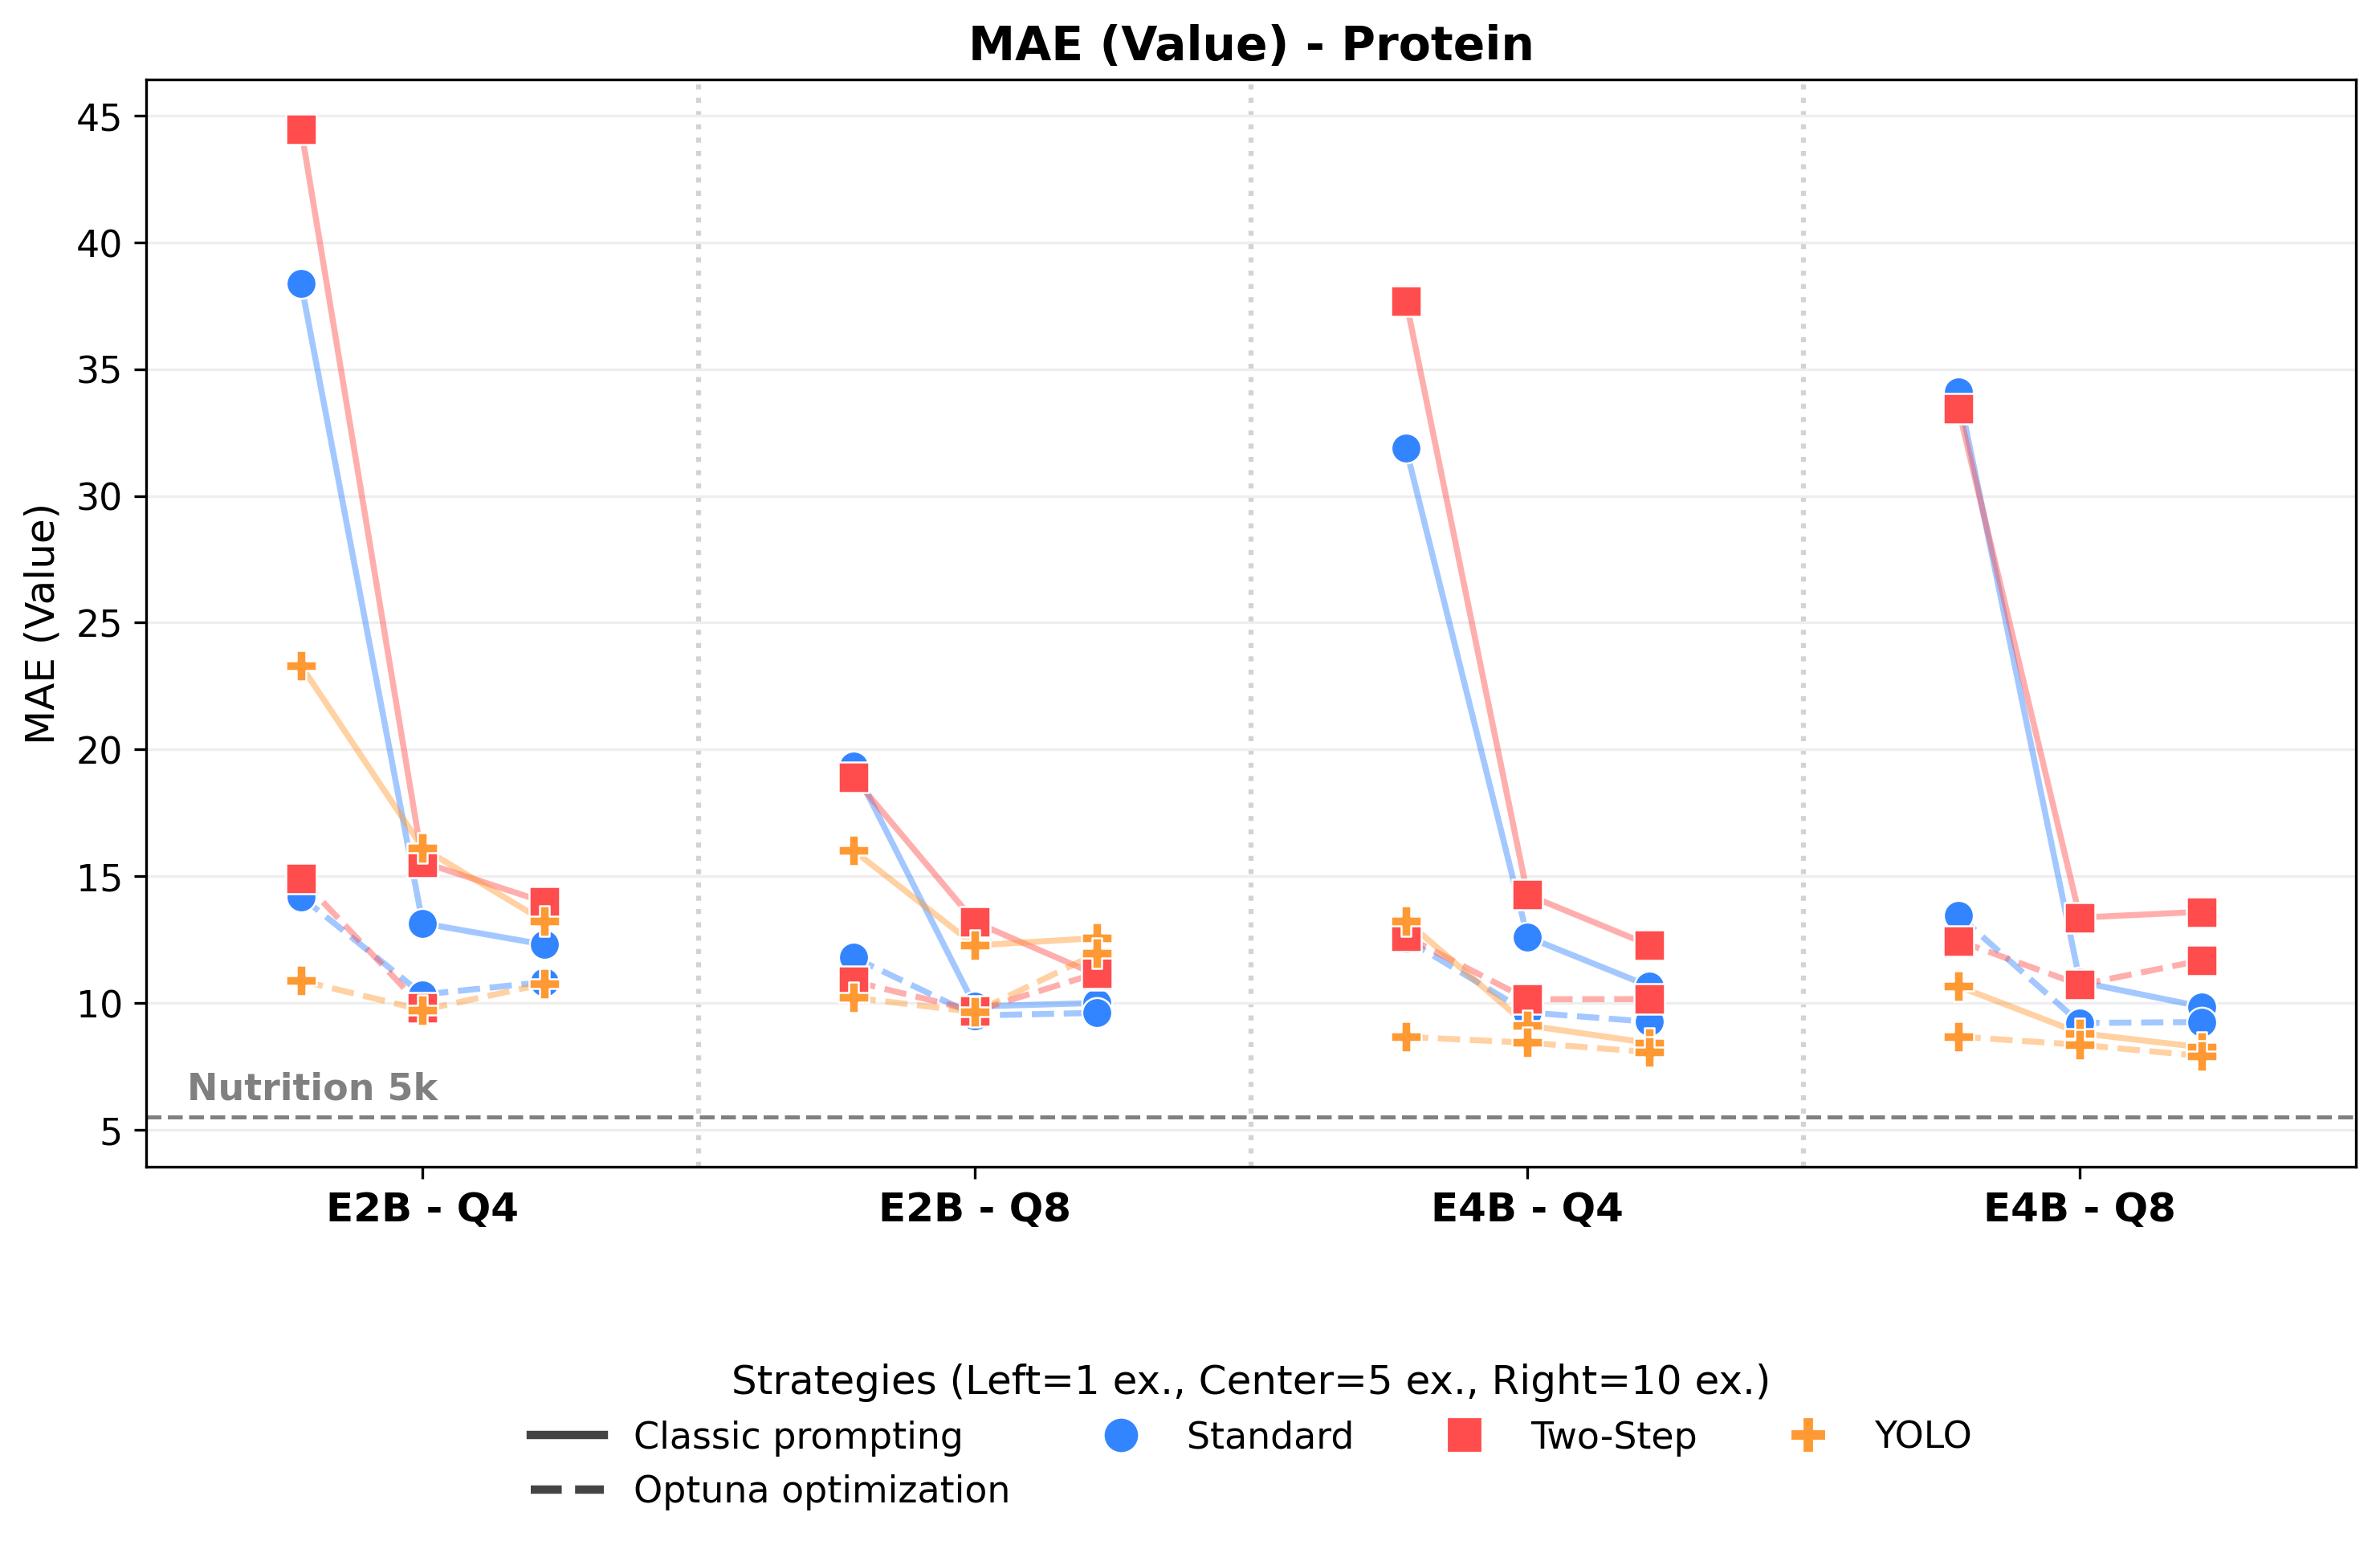 MAE (Value) - Protein
MAE (Value)
45
40
35
30
25
20
15
10
5
Nutrition 5k
E2B - Q4
E2B - Q8
E4B - Q4
E4B - Q8
Strategies (Left=1 ex., Center=5 ex., Right=10 ex.)
Classic prompting
Optuna optimization
Standard
Two-Step
YOLO